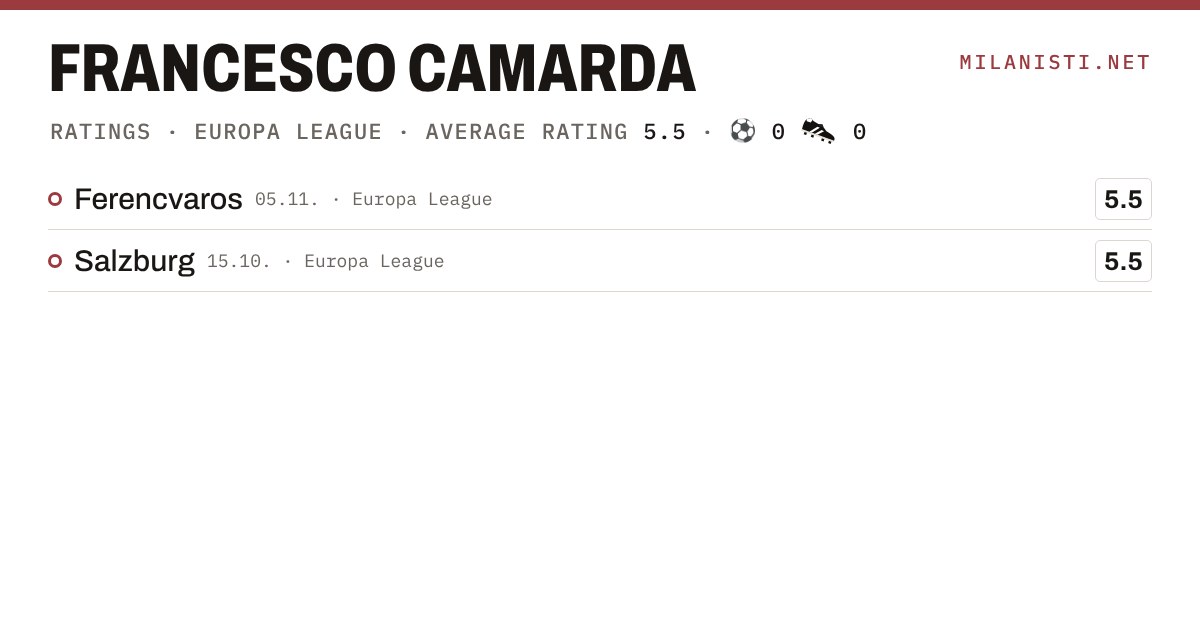 FRANCESCO CAMARDA
MILANISTI.NET
RATINGS · EUROPA LEAGUE · AVERAGE RATING 5.5 · ⚽ 0 0
Ferencvaros 05.11. · Europa League 5.5
Salzburg 15.10. · Europa League 5.5